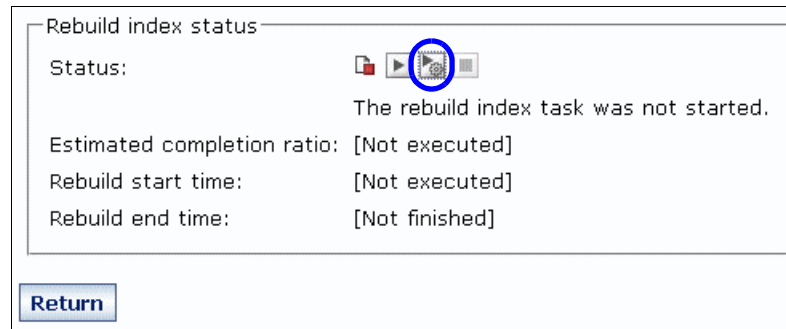 Rebuild index status
Status:
The rebuild index task was not started.
Estimated completion ratio: [Not executed]
Rebuild start time: [Not executed]
Rebuild end time: [Not finished]
Return